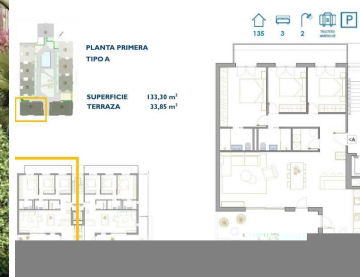 PLANTA PRIMERA
TIPO A
SUPERFICIE 133,30 m²
TERRAZA 33,85 m²
135 3 2 P
<A